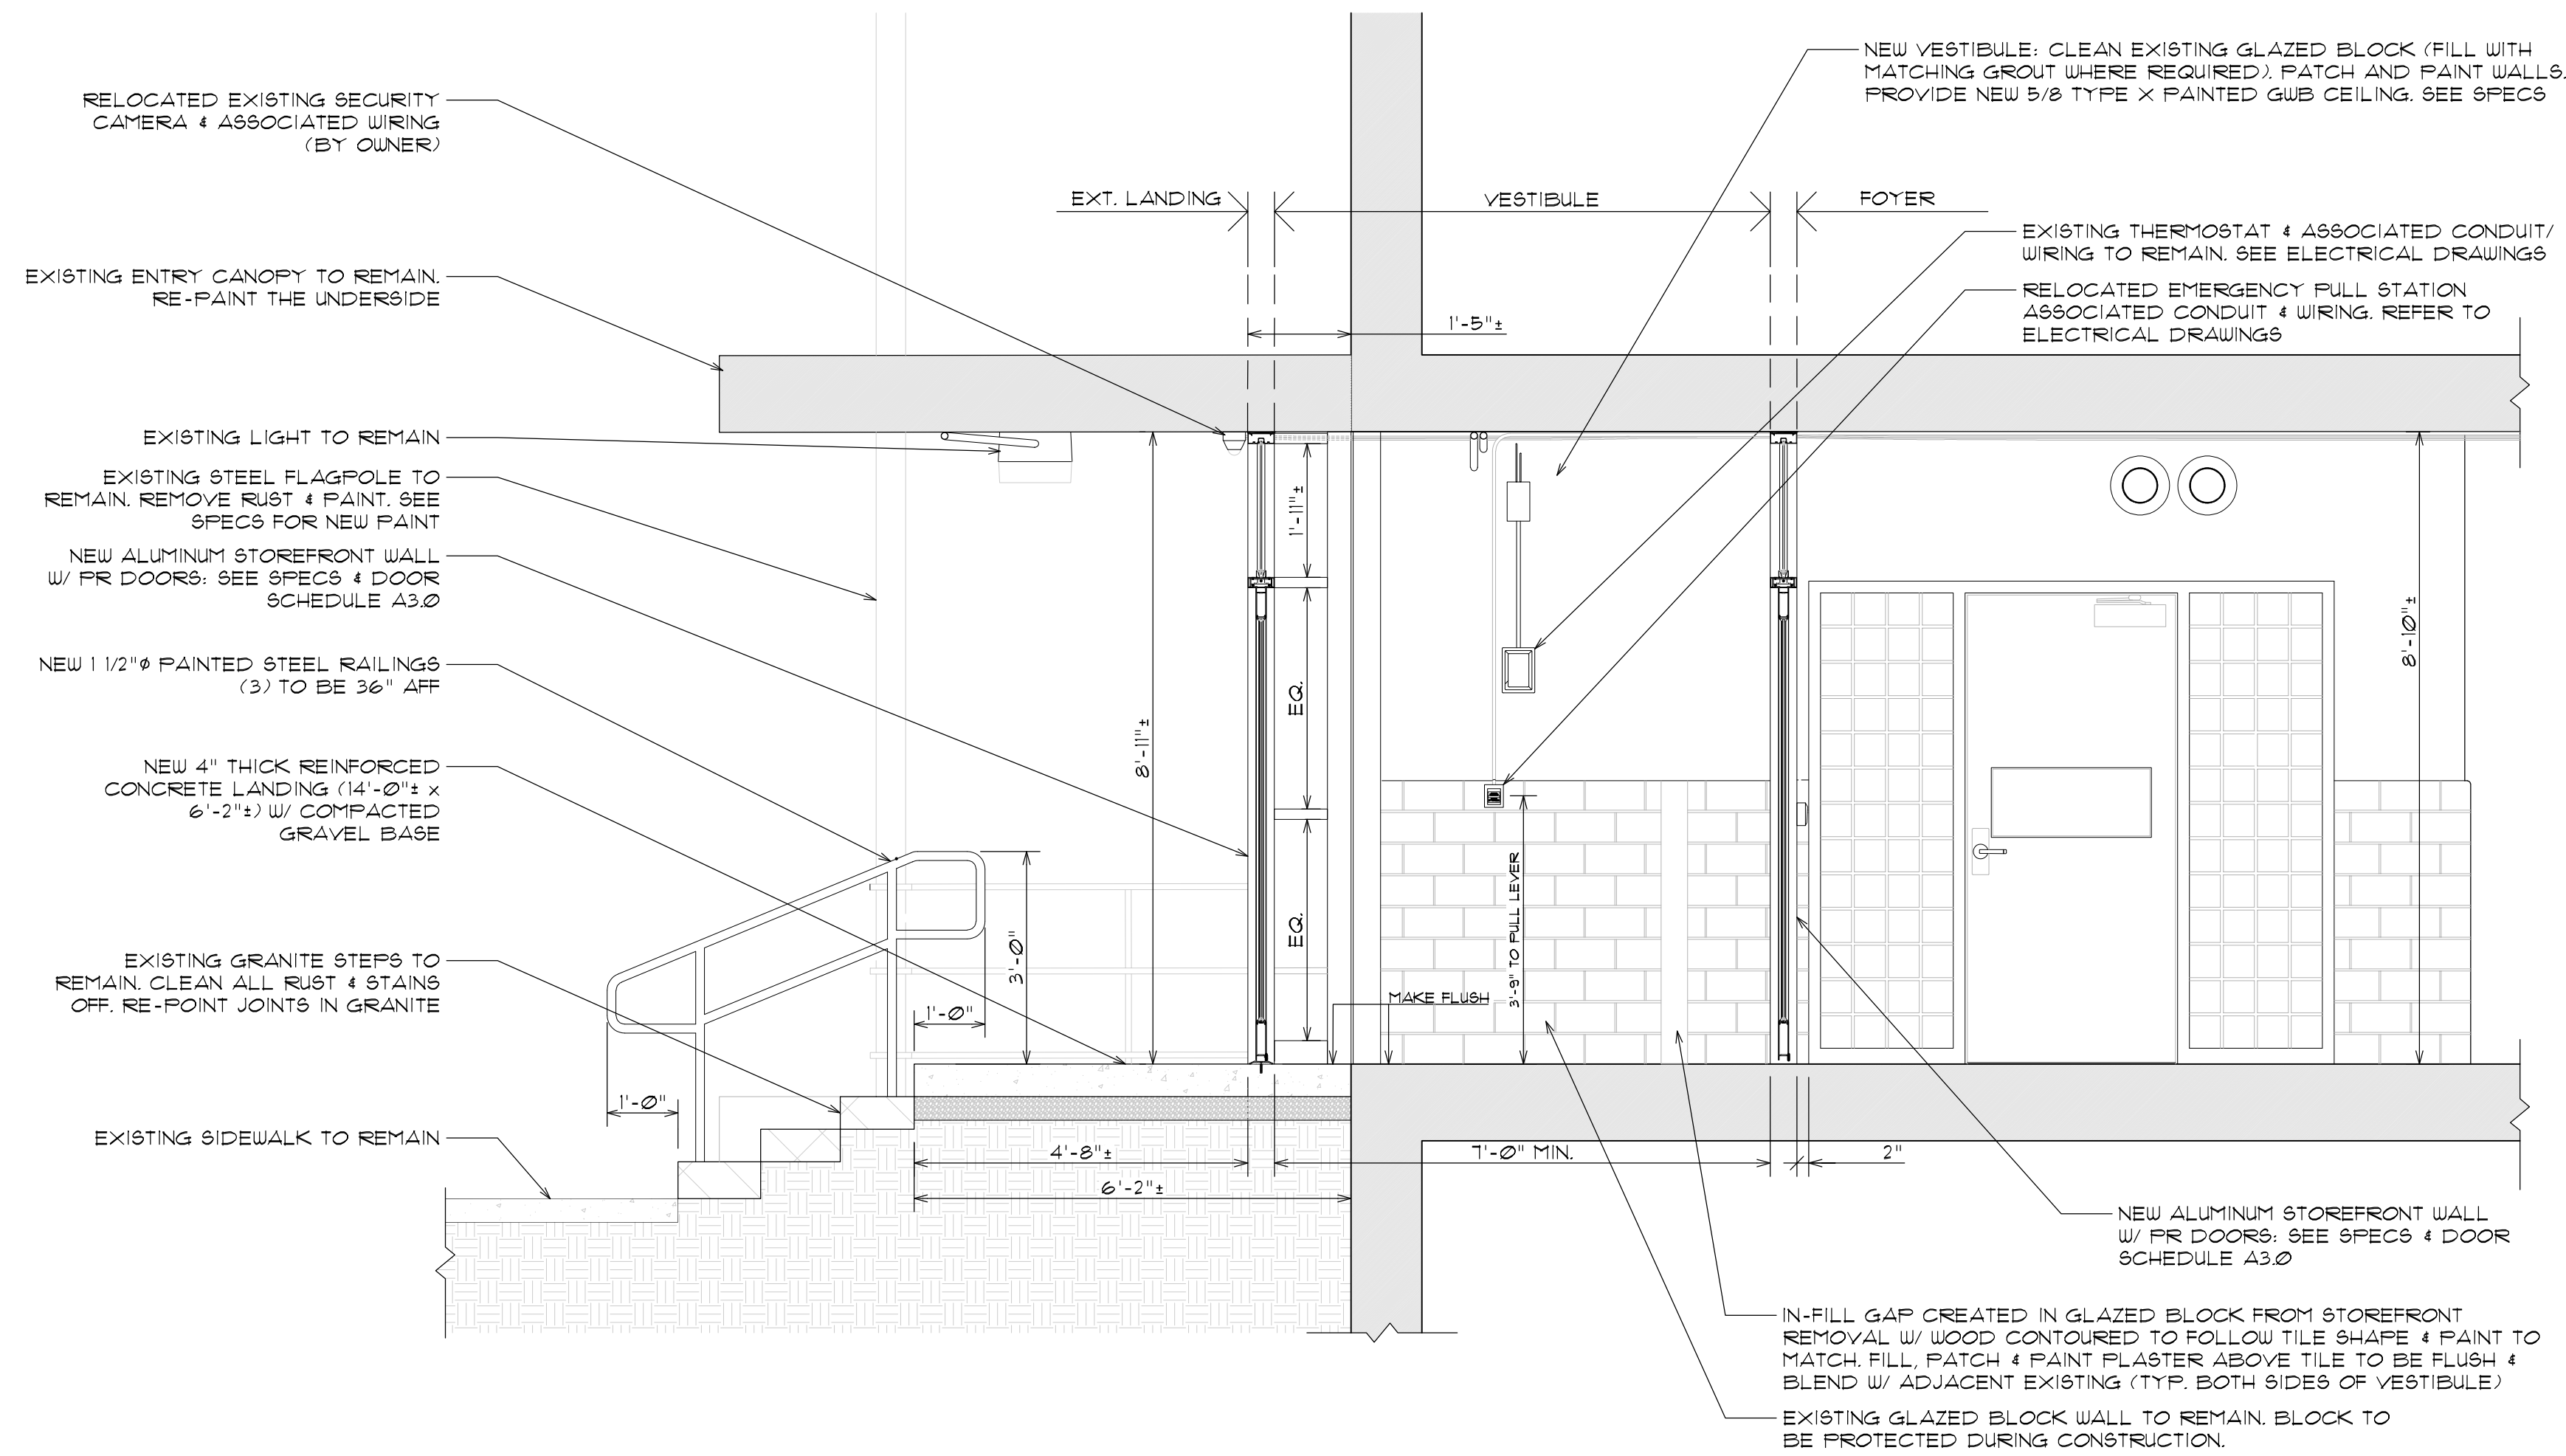 NEW VESTIBULE: CLEAN EXISTING GLAZED BLOCK (FILL WITH
MATCHING GROUT WHERE REQUIRED). PATCH AND PAINT WALLS.
PROVIDE NEW 5/8 TYPE X PAINTED GWB CEILING. SEE SPECS
RELOCATED EXISTING SECURITY
CAMERA & ASSOCIATED WIRING
(BY OWNER)
EXT. LANDING
VESTIBULE
FOYER
EXISTING THERMOSTAT & ASSOCIATED CONDUIT/
WIRING TO REMAIN. SEE ELECTRICAL DRAWINGS
EXISTING ENTRY CANOPY TO REMAIN.
RE-PAINT THE UNDERSIDE
RELOCATED EMERGENCY PULL STATION
ASSOCIATED CONDUIT & WIRING. REFER TO
ELECTRICAL DRAWINGS
1'-5"±
EXISTING LIGHT TO REMAIN
EXISTING STEEL FLAGPOLE TO
REMAIN. REMOVE RUST & PAINT. SEE
SPECS FOR NEW PAINT
1'-11"±
NEW ALUMINUM STOREFRONT WALL
W/ PR DOORS: SEE SPECS & DOOR
SCHEDULE A3.0
8'-10"±
NEW 1 1/2"Ø PAINTED STEEL RAILINGS
(3) TO BE 36" AFF
EQ.
8'-11"±
NEW 4" THICK REINFORCED
CONCRETE LANDING (14'-0"± x
6'-2"±) W/ COMPACTED
GRAVEL BASE
EQ.
3'-9" TO PULL LEVER
3'-0"
EXISTING GRANITE STEPS TO
REMAIN. CLEAN ALL RUST & STAINS
OFF. RE-POINT JOINTS IN GRANITE
MAKE FLUSH
1'-0"
1'-0"
EXISTING SIDEWALK TO REMAIN
4'-8"±
7'-0" MIN.
2"
6'-2"±
NEW ALUMINUM STOREFRONT WALL
W/ PR DOORS: SEE SPECS & DOOR
SCHEDULE A3.0
IN-FILL GAP CREATED IN GLAZED BLOCK FROM STOREFRONT
REMOVAL W/ WOOD CONTOURED TO FOLLOW TILE SHAPE & PAINT TO
MATCH. FILL, PATCH & PAINT PLASTER ABOVE TILE TO BE FLUSH &
BLEND W/ ADJACENT EXISTING (TYP. BOTH SIDES OF VESTIBULE)
EXISTING GLAZED BLOCK WALL TO REMAIN. BLOCK TO
BE PROTECTED DURING CONSTRUCTION.